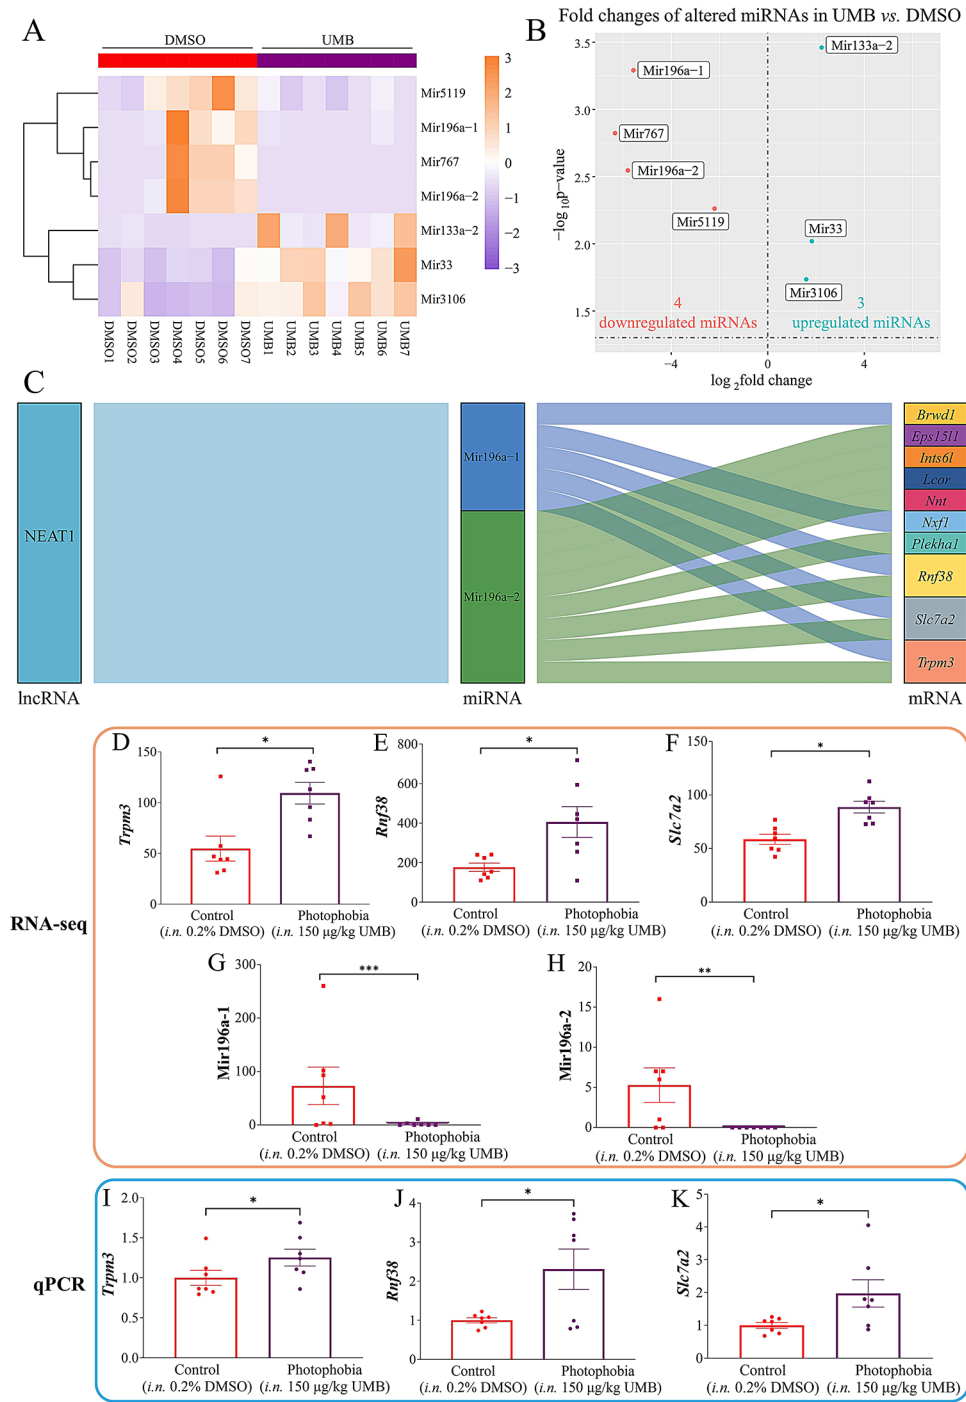 A
DMSO
UMB
Mir5119
Mir196a−1
Mir767
Mir196a−2
Mir133a−2
Mir33
Mir3106
3
2
1
0
−1
−2
−3
DMSO1
DMSO2
DMSO3
DMSO4
DMSO5
DMSO6
DMSO7
UMB1
UMB2
UMB3
UMB4
UMB5
UMB6
UMB7
B
Fold changes of altered miRNAs in UMB vs. DMSO
−log10p−value
3.5
3.0
2.5
2.0
1.5
Mir133a−2
Mir196a−1
Mir767
Mir196a−2
Mir5119
Mir33
Mir3106
4
downregulated miRNAs
3
upregulated miRNAs
−4
0
4
log 2fold change
C
NEAT1
Mir196a−1
Mir196a−2
Brwd1
Eps15l1
Ints6l
Lcor
Nnt
Nxf1
Plekha1
Rnf38
Slc7a2
Trpm3
lncRNA
miRNA
mRNA
RNA-seq
D
Trpm3
150
100
50
0
*
Control
(i.n. 0.2% DMSO)
Photophobia
(i.n. 150 μg/kg UMB)
E
Rnf38
800
600
400
200
0
*
Control
(i.n. 0.2% DMSO)
Photophobia
(i.n. 150 μg/kg UMB)
F
Slc7a2
150
100
50
0
*
Control
(i.n. 0.2% DMSO)
Photophobia
(i.n. 150 μg/kg UMB)
G
Mir196a-1
300
200
100
0
***
Control
(i.n. 0.2% DMSO)
Photophobia
(i.n. 150 μg/kg UMB)
H
Mir196a-2
20
15
10
5
0
**
Control
(i.n. 0.2% DMSO)
Photophobia
(i.n. 150 μg/kg UMB)
qPCR
I
Trpm3
2.0
1.5
1.0
0.5
0.0
*
Control
(i.n. 0.2% DMSO)
Photophobia
(i.n. 150 μg/kg UMB)
J
Rnf38
4
3
2
1
0
*
Control
(i.n. 0.2% DMSO)
Photophobia
(i.n. 150 μg/kg UMB)
K
Slc7a2
5
4
3
2
1
0
*
Control
(i.n. 0.2% DMSO)
Photophobia
(i.n. 150 μg/kg UMB)